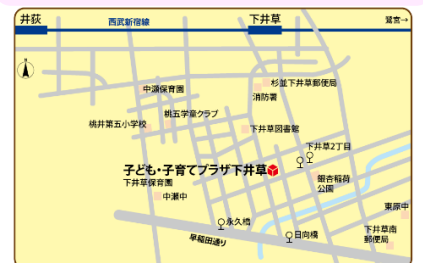 井荻
西武新宿線
下井草
鷺宮→
N
杉並下井草郵便局
消防署
中瀬保育園
桃五学童クラブ
桃井第五小学校
下井草図書館
下井草2丁目
子ども・子育てプラザ下井草
下井草保育園
銀杏稲荷
公園
中瀬中
東原中
永久橋
下井草南
郵便局
早稲田通り
日向橋